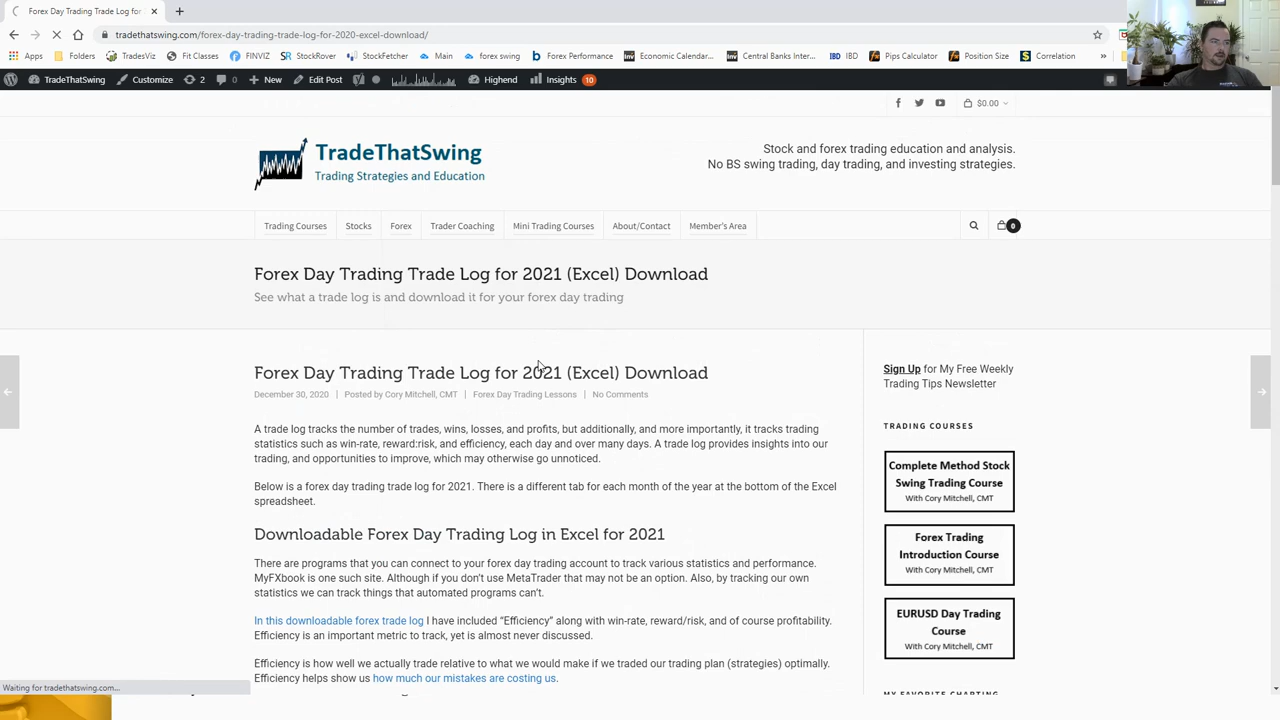 Forex Day Trading Trade Log for
tradethatswing.com/forex-day-trading-trade-log-for-2020-excel-download/
Apps Folders TradesViz Fit Classes FINVIZ StockRover StockFetcher Main forex swing Forex Performance Economic Calendar... Central Banks Inter... IBD Pips Calculator Position Size Correlation »
TradeThatSwing Customize 2 0 New Edit Post Highend Insights 10
$0.00
TradeThatSwing
Trading Strategies and Education
Stock and forex trading education and analysis.
No BS swing trading, day trading, and investing strategies.
Trading Courses Stocks Forex Trader Coaching Mini Trading Courses About/Contact Member's Area 0
Forex Day Trading Trade Log for 2021 (Excel) Download
See what a trade log is and download it for your forex day trading
Forex Day Trading Trade Log for 2021 (Excel) Download
December 30, 2020 | Posted by Cory Mitchell, CMT | Forex Day Trading Lessons | No Comments
A trade log tracks the number of trades, wins, losses, and profits, but additionally, and more importantly, it tracks trading
statistics such as win-rate, reward:risk, and efficiency, each day and over many days. A trade log provides insights into our
trading, and opportunities to improve, which may otherwise go unnoticed.
Below is a forex day trading trade log for 2021. There is a different tab for each month of the year at the bottom of the Excel
spreadsheet.
Downloadable Forex Day Trading Log in Excel for 2021
There are programs that you can connect to your forex day trading account to track various statistics and performance.
MyFXbook is one such site. Although if you don't use MetaTrader that may not be an option. Also, by tracking our own
statistics we can track things that automated programs can't.
In this downloadable forex trade log I have included "Efficiency" along with win-rate, reward/risk, and of course profitability.
Efficiency is an important metric to track, yet is almost never discussed.
Efficiency is how well we actually trade relative to what we would make if we traded our trading plan (strategies) optimally.
Efficiency helps show us how much our mistakes are costing us.
Sign Up for My Free Weekly
Trading Tips Newsletter
TRADING COURSES
Complete Method Stock
Swing Trading Course
With Cory Mitchell, CMT
Forex Trading
Introduction Course
With Cory Mitchell, CMT
EURUSD Day Trading
Course
With Cory Mitchell, CMT
MY FAVORITE CHARTING
Waiting for tradethatswing.com...